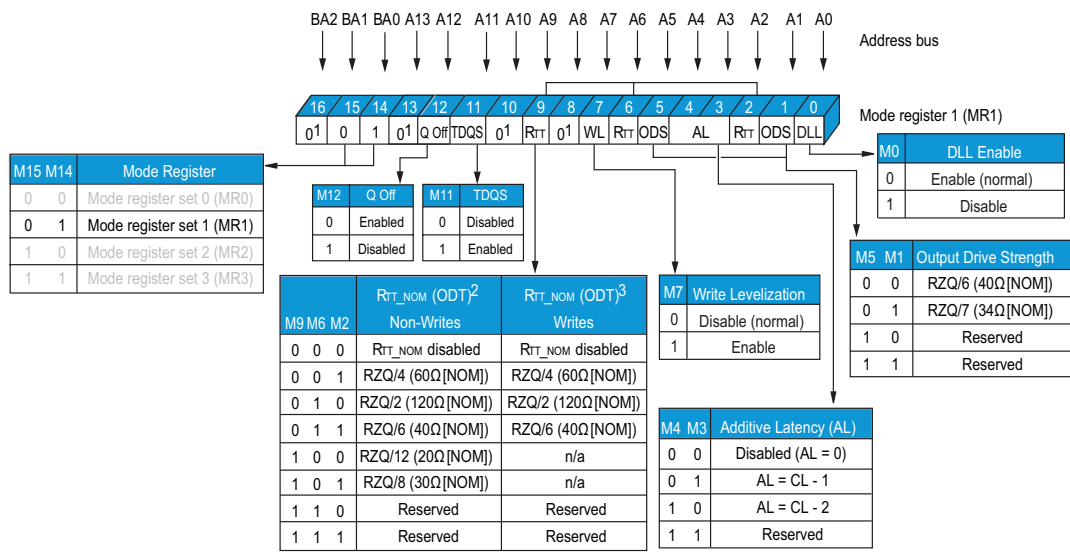 BA2 BA1 BA0 A13 A12 A11 A10 A9 A8 A7 A6 A5 A4 A3 A2 A1 A0
Address bus
16 15 14 13 12 11 10 9 8 7 6 5 4 3 2 1 0
0¹ 0 1 0¹ Q Off TDQS 0¹ RTT 0¹ WL RTT ODS AL RTT ODS DLL
Mode register 1 (MR1)
M15 M14 Mode Register
0 0 Mode register set 0 (MR0)
0 1 Mode register set 1 (MR1)
1 0 Mode register set 2 (MR2)
1 1 Mode register set 3 (MR3)
M12 Q Off
0 Enabled
1 Disabled
M11 TDQS
0 Disabled
1 Enabled
M0 DLL Enable
0 Enable (normal)
1 Disable
M5 M1 Output Drive Strength
0 0 RZQ/6 (40Ω[NOM])
0 1 RZQ/7 (34Ω[NOM])
1 0 Reserved
1 1 Reserved
RTT_NOM (ODT)² RTT_NOM (ODT)³
M9 M6 M2 Non-Writes Writes
0 0 0 RTT_NOM disabled RTT_NOM disabled
0 0 1 RZQ/4 (60Ω[NOM]) RZQ/4 (60Ω[NOM])
0 1 0 RZQ/2 (120Ω[NOM]) RZQ/2 (120Ω[NOM])
0 1 1 RZQ/6 (40Ω[NOM]) RZQ/6 (40Ω[NOM])
1 0 0 RZQ/12 (20Ω[NOM]) n/a
1 0 1 RZQ/8 (30Ω[NOM]) n/a
1 1 0 Reserved Reserved
1 1 1 Reserved Reserved
M7 Write Levelization
0 Disable (normal)
1 Enable
M4 M3 Additive Latency (AL)
0 0 Disabled (AL = 0)
0 1 AL = CL - 1
1 0 AL = CL - 2
1 1 Reserved